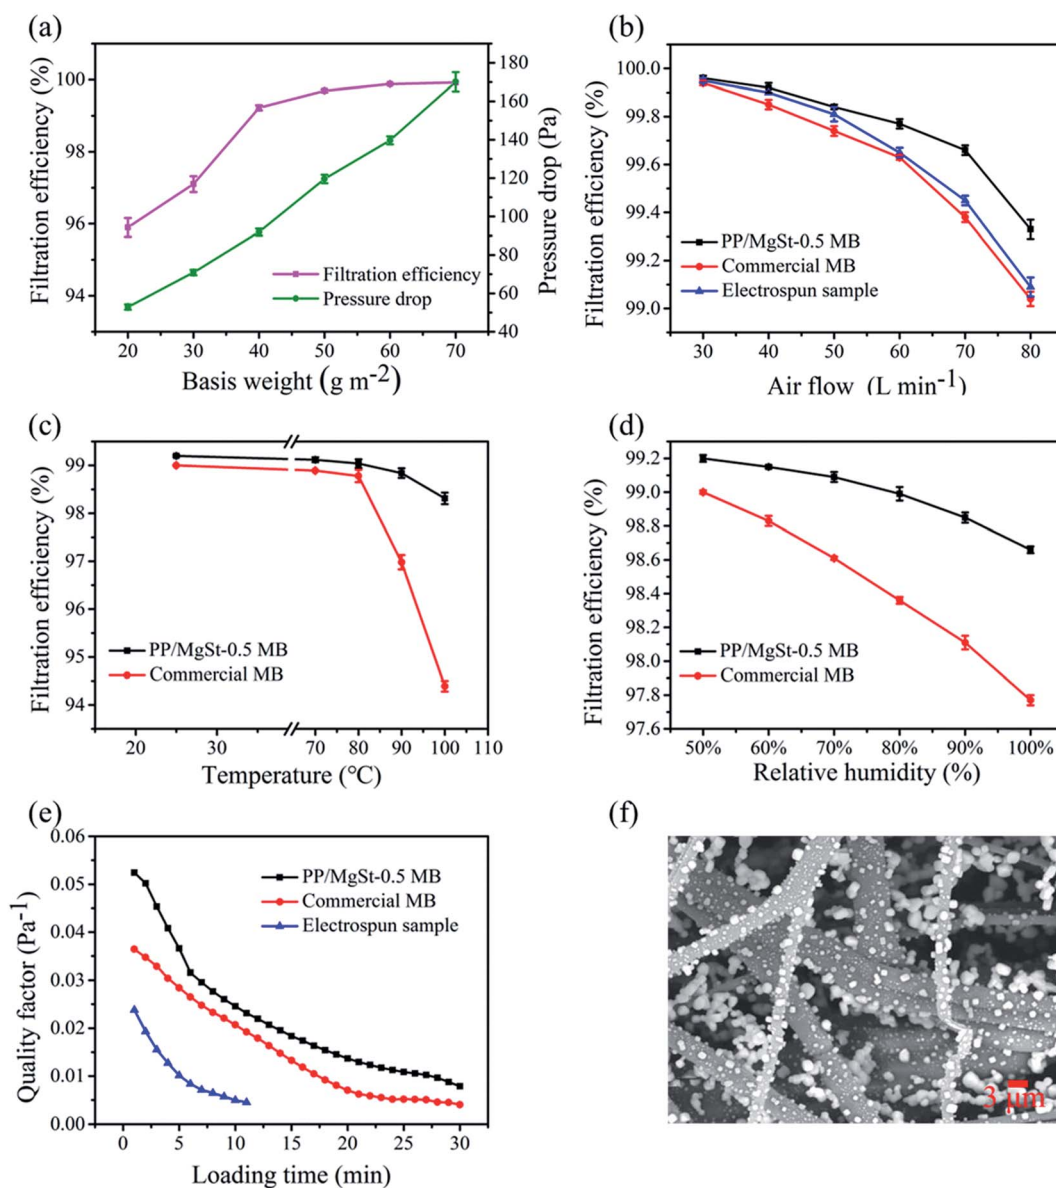 (a)
Filtration efficiency (%)
100
98
96
94
180
160
140
120
100
80
60
40
Pressure drop (Pa)
Filtration efficiency
Pressure drop
20 30 40 50 60 70
Basis weight (g m-2)
(b)
Filtration efficiency (%)
100.0
99.8
99.6
99.4
99.2
99.0
PP/MgSt-0.5 MB
Commercial MB
Electrospun sample
30 40 50 60 70 80
Air flow (L min-1)
(c)
Filtration efficiency (%)
99
98
97
96
95
94
PP/MgSt-0.5 MB
Commercial MB
20 30 70 80 90 100 110
Temperature (℃)
(d)
Filtration efficiency (%)
99.2
99.0
98.8
98.6
98.4
98.2
98.0
97.8
97.6
PP/MgSt-0.5 MB
Commercial MB
50% 60% 70% 80% 90% 100%
Relative humidity (%)
(e)
Quality factor (Pa-1)
0.06
0.05
0.04
0.03
0.02
0.01
0.00
PP/MgSt-0.5 MB
Commercial MB
Electrospun sample
0 5 10 15 20 25 30
Loading time (min)
(f)
3 μm